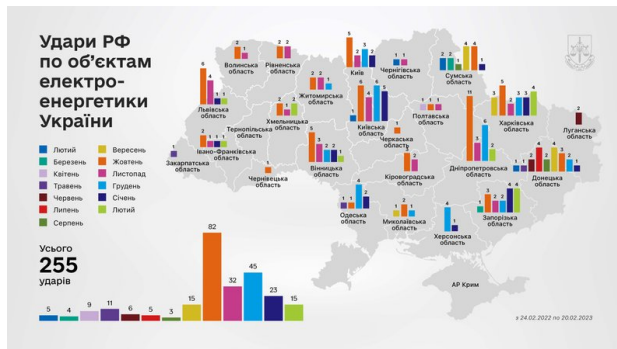 Удари РФ
по об'єктам
електро-
енергетики
України
Лютий
Березень
Квітень
Травень
Червень
Липень
Серпень
Вересень
Жовтень
Листопад
Грудень
Січень
Лютий
Усього
255
ударів
5 4 9 11 6 5 3 15 82 32 45 23 15
Волинська
область
Рівненська
область
Житомирська
область
Київ
Чернігівська
область
Сумська
область
Львівська
область
Хмельницька
область
Київська
область
Полтавська
область
Харківська
область
Луганська
область
Тернопільська
область
Івано-Франківська
область
Закарпатська
область
Чернівецька
область
Вінницька
область
Черкаська
область
Кіровоградська
область
Дніпропетровська
область
Донецька
область
Одеська
область
Миколаївська
область
Херсонська
область
Запорізька
область
АР Крим
з 24.02.2022 по 20.02.2023